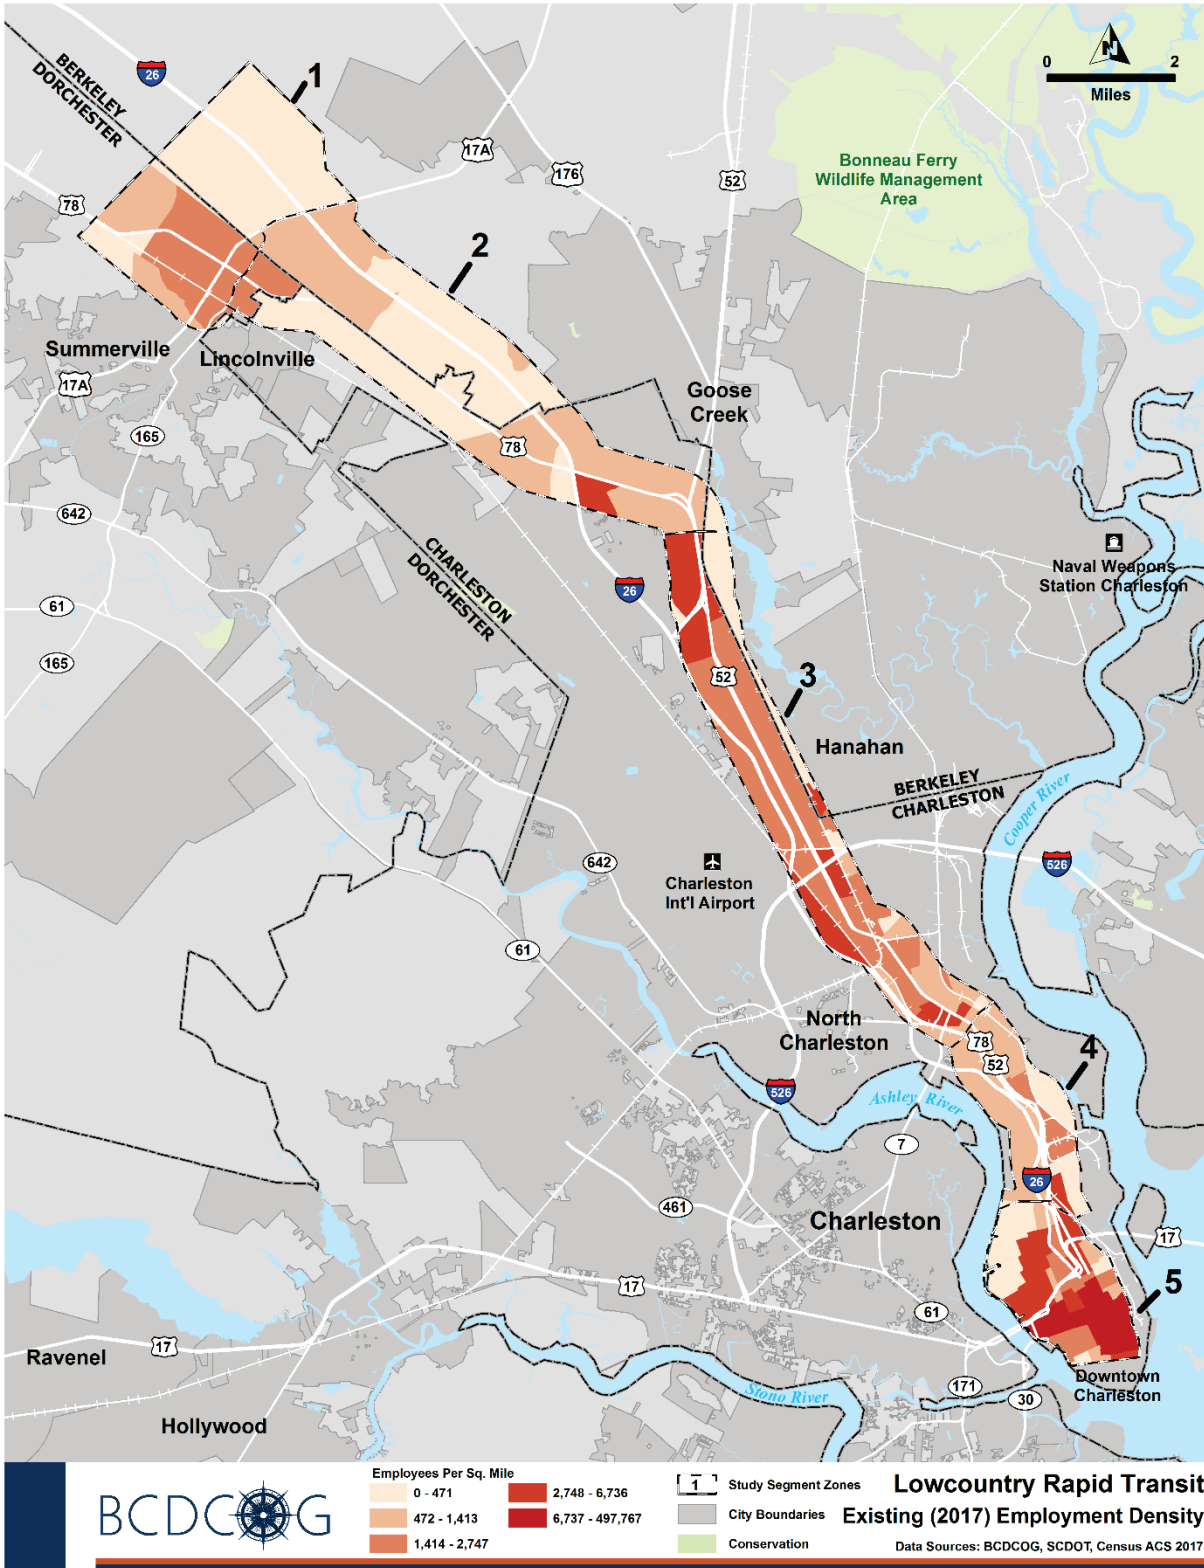 N
0 2
Miles
1
26
BERKELEY
DORCHESTER
17A
176
52
Bonneau Ferry
Wildlife Management
Area
78
2
Summerville
Lincolnville
17A
Goose
Creek
165
78
642
Naval Weapons
Station Charleston
CHARLESTON
DORCHESTER
26
61
165
52
3
Hanahan
BERKELEY
CHARLESTON
Cooper River
642
526
Charleston
Int'l Airport
61
North
Charleston
78
52
4
526
Ashley River
7
26
461
Charleston
17
17
5
61
17
Ravenel
Downtown
Charleston
171
30
Stono River
Hollywood
BCDCOG
Employees Per Sq. Mile
0 - 471
472 - 1,413
1,414 - 2,747
2,748 - 6,736
6,737 - 497,767
1 Study Segment Zones
City Boundaries
Conservation
Lowcountry Rapid Transit
Existing (2017) Employment Density
Data Sources: BCDCOG, SCDOT, Census ACS 2017